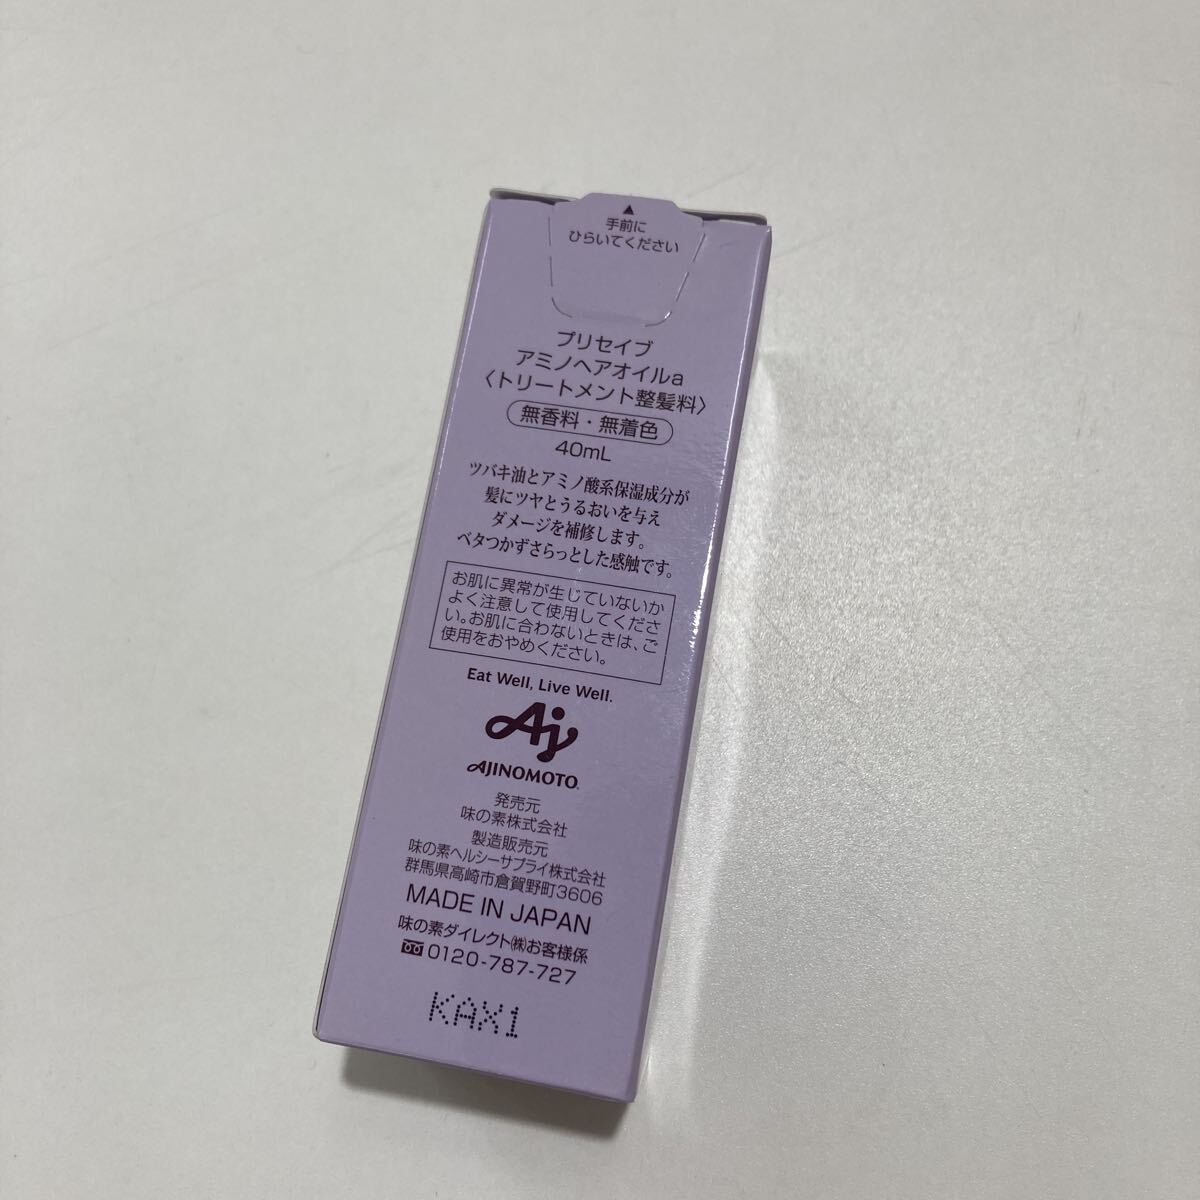 ▲
手前に
ひらいてください
プリセイブ
アミノヘアオイルa
〈トリートメント整髪料〉
無香料・無着色
40mL
ツバキ油とアミノ酸系保湿成分が
髪にツヤとうるおいを与え
ダメージを補修します。
ベタつかずさらっとした感触です。
お肌に異常が生じていないか
よく注意して使用してくださ
い。お肌に合わないときは、ご
使用をおやめください。
Eat Well, Live Well.
Aj
AJINOMOTO
発売元
味の素株式会社
製造販売元
味の素ヘルシーサプライ株式会社
群馬県高崎市倉賀野町3606
MADE IN JAPAN
味の素ダイレクト㈱お客様係
0120-787-727
KAX1